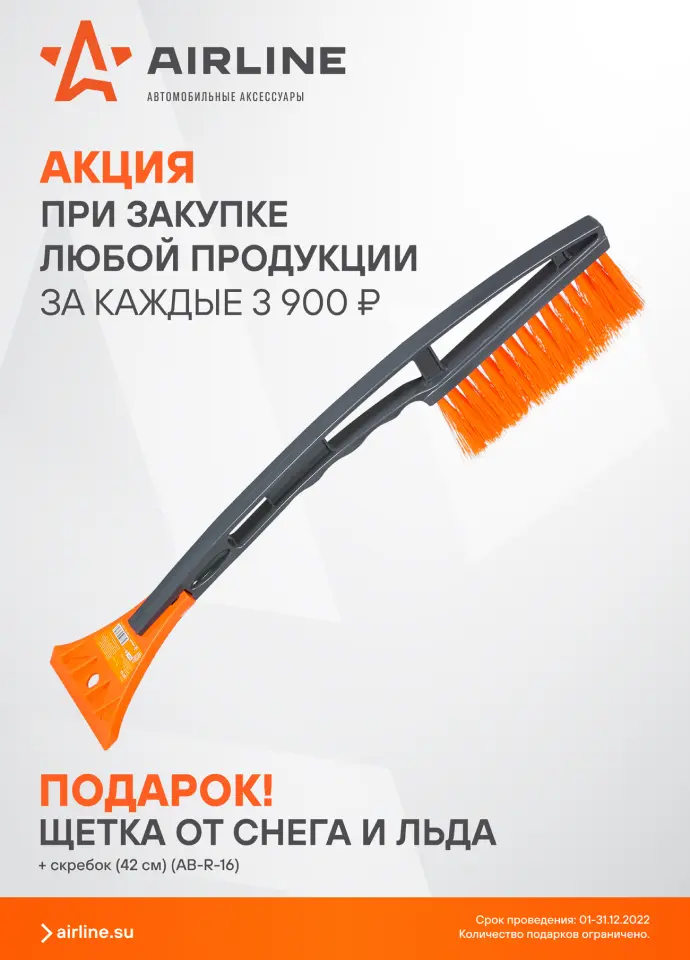 AIRLINE
АВТОМОБИЛЬНЫЕ АКСЕССУАРЫ
АКЦИЯ
ПРИ ЗАКУПКЕ
ЛЮБОЙ ПРОДУКЦИИ
ЗА КАЖДЫЕ 3 900 ₽
ПОДАРОК!
ЩЕТКА ОТ СНЕГА И ЛЬДА
+ скребок (42 см) (AB-R-16)
airline.su
Срок проведения: 01-31.12.2022
Количество подарков ограничено.